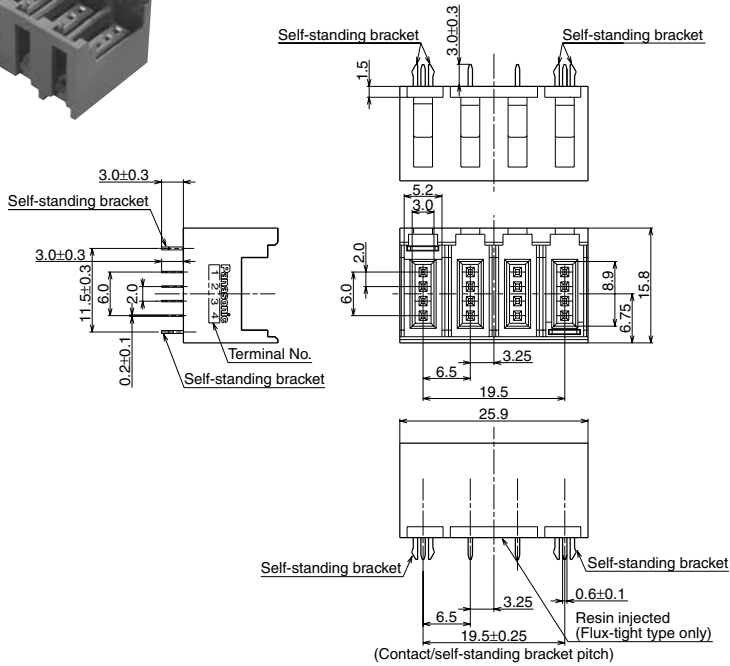 Self-standing bracket
3.0±0.3
Self-standing bracket
1.5
3.0±0.3
Self-standing bracket
3.0±0.3
11.5±0.3
6.0
2.0
0.2±0.1
Panasonic
1 2 3 4
Terminal No.
Self-standing bracket
5.2
3.0
2.0
6.0
8.9
15.8
6.75
3.25
6.5
19.5
25.9
Self-standing bracket
Self-standing bracket
0.6±0.1
3.25
6.5
Resin injected
(Flux-tight type only)
19.5±0.25
(Contact/self-standing bracket pitch)